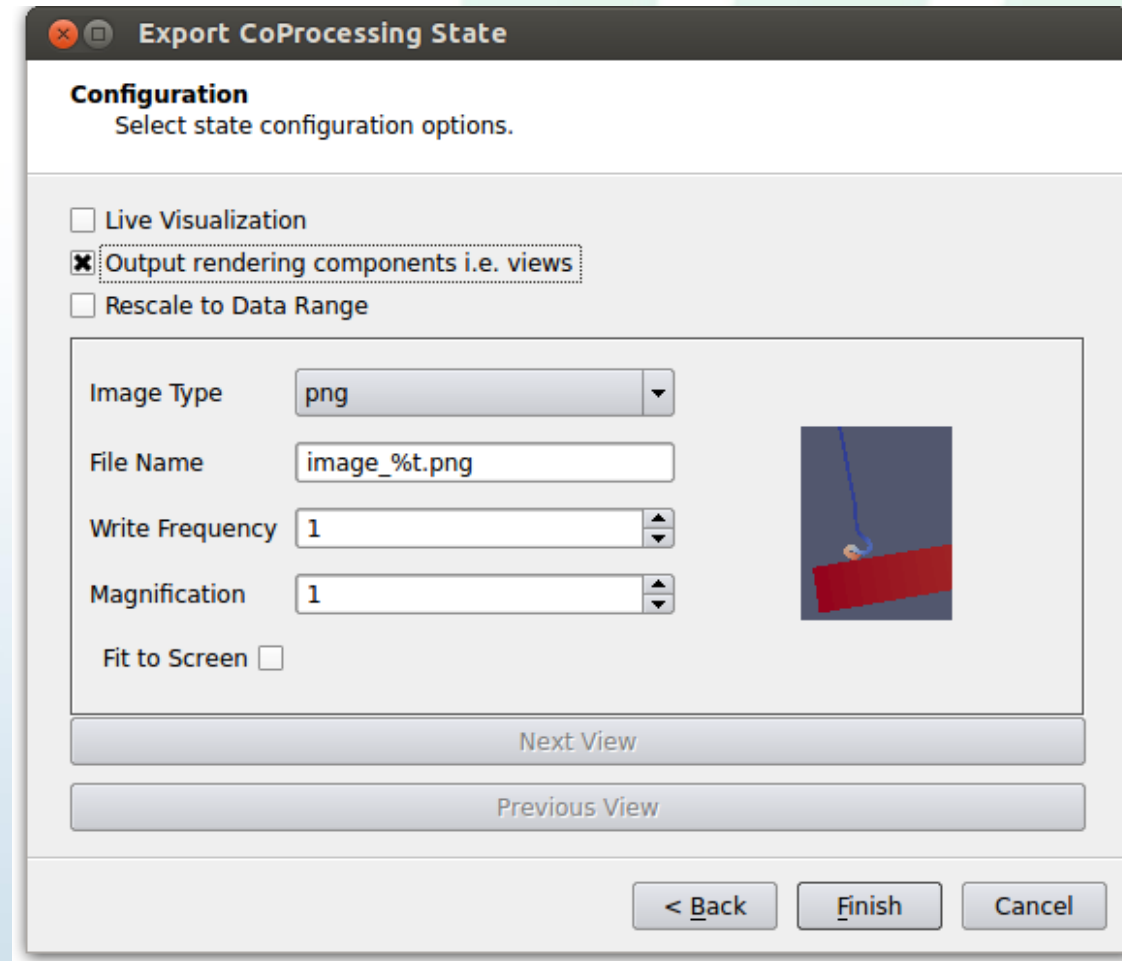 Export CoProcessing State
Configuration
Select state configuration options.
Live Visualization
Output rendering components i.e. views
Rescale to Data Range
Image Type png
File Name image_%t.png
Write Frequency 1
Magnification 1
Fit to Screen
Next View
Previous View
< Back Finish Cancel